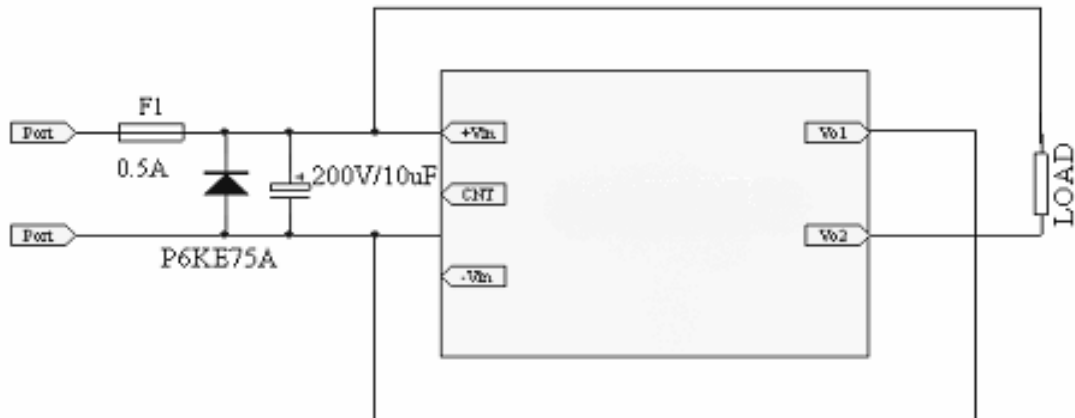 F1
Port
+Vin
Vo1
0.5A
200V/10uF
CNT
LOAD
Port
Vo2
P6KE75A
-Vin